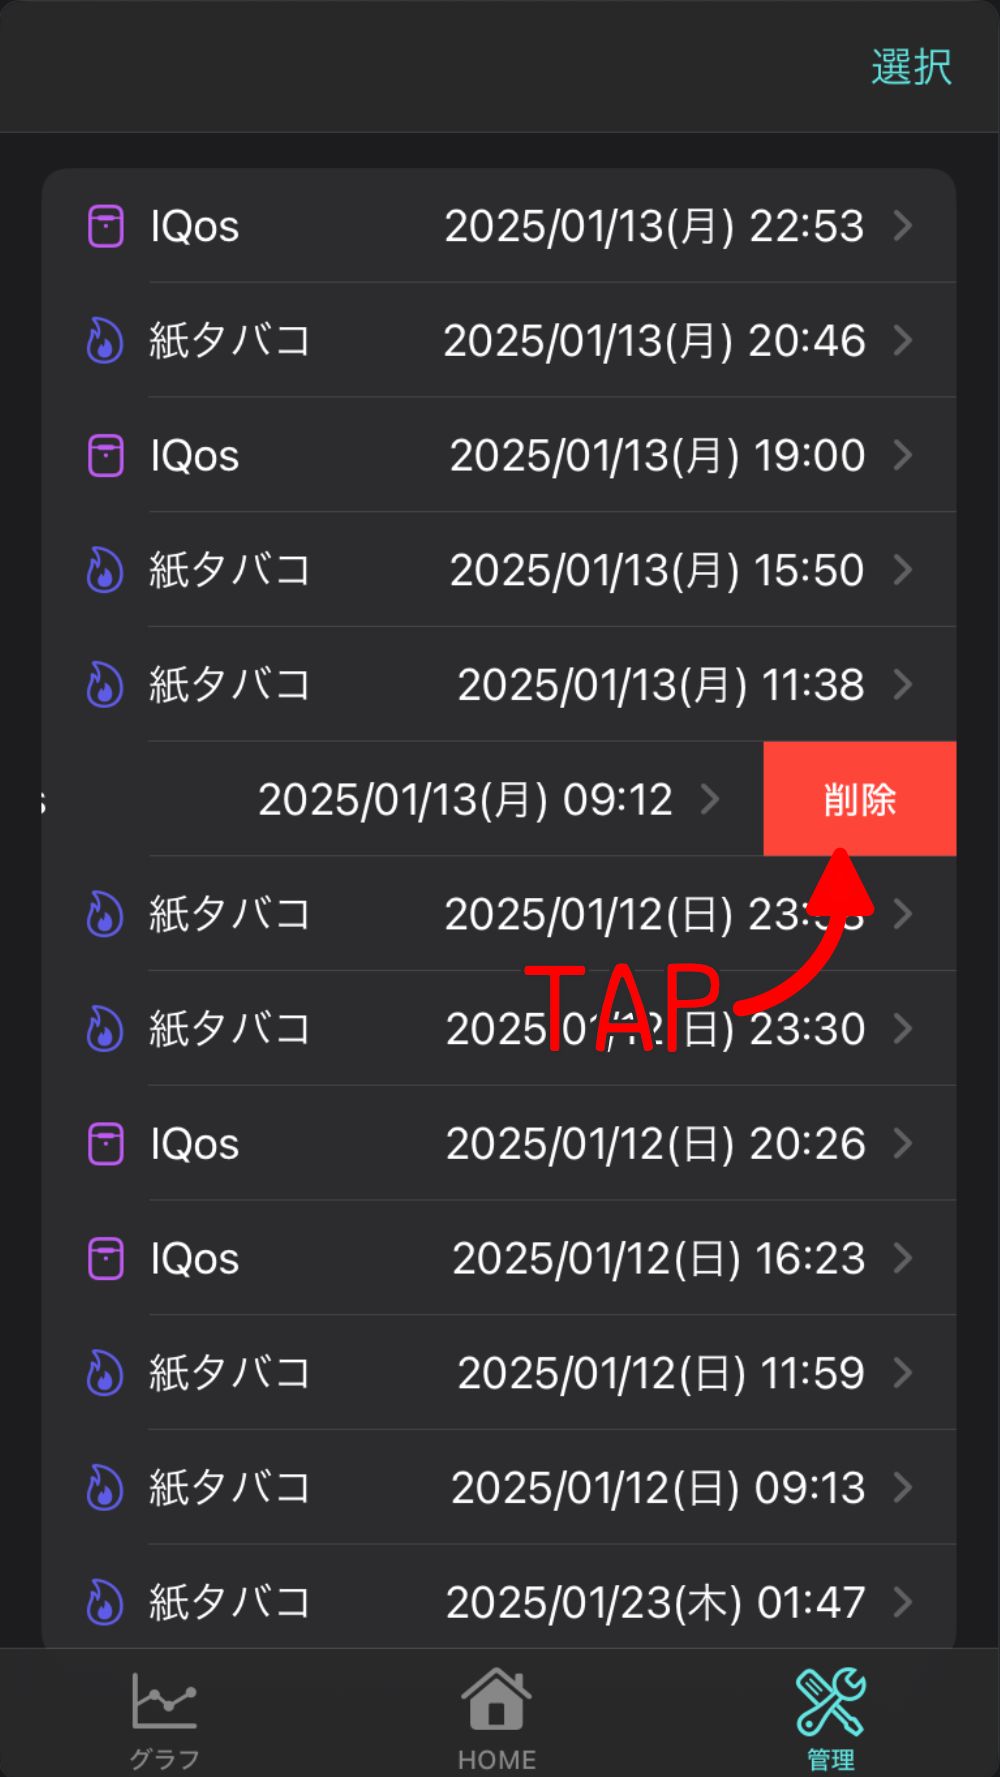 選択
IQos 2025/01/13(月) 22:53
紙タバコ 2025/01/13(月) 20:46
IQos 2025/01/13(月) 19:00
紙タバコ 2025/01/13(月) 15:50
紙タバコ 2025/01/13(月) 11:38
s 2025/01/13(月) 09:12 削除
紙タバコ 2025/01/12(日)
TAP
紙タバコ 2025/01/12(日) 23:30
IQos 2025/01/12(日) 20:26
IQos 2025/01/12(日) 16:23
紙タバコ 2025/01/12(日) 11:59
紙タバコ 2025/01/12(日) 09:13
紙タバコ 2025/01/23(木) 01:47
グラフ HOME 管理